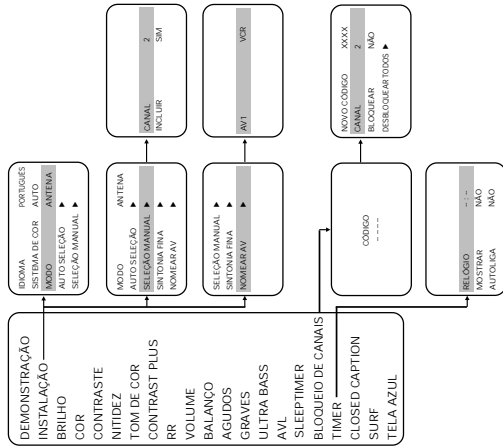 DEMONSTRAÇÃO
INSTALAÇÃO
BRILHO
COR
CONTRASTE
NITIDEZ
TOM DE COR
CONTRAST PLUS
RR
VOLUME
BALANÇO
AGUDOS
GRAVES
ULTRA BASS
AVL
SLEEPTIMER
BLOQUEIO DE CANAIS
TIMER
CLOSED CAPTION
SURF
TELA AZUL
IDIOMA PORTUGUÊS
SISTEMA DE COR AUTO
MODO ANTENA
AUTO SELEÇÃO ▶
SELEÇÃO MANUAL ▶
MODO ANTENA
AUTO SELEÇÃO ▶
SELEÇÃO MANUAL ▶
SINTONIA FINA ▶
NOMEAR AV ▶
CANAL 2
INCLUIR SIM
SELEÇÃO MANUAL ▶
SINTONIA FINA ▶
NOMEAR AV ▶
AV1 VCR
CÓDIGO
- - - -
NOVO CÓDIGO XXXX
CANAL 2
BLOQUEAR NÃO
DESBLOQUEAR TODOS ▶
RELÓGIO - : -
MOSTRAR NÃO
AUTOLIGA NÃO